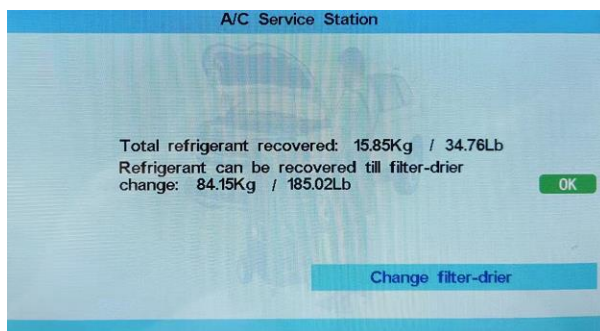 A/C Service Station
Total refrigerant recovered: 15.85Kg / 34.76Lb
Refrigerant can be recovered till filter-drier
change: 84.15Kg / 185.02Lb
OK
Change filter-drier